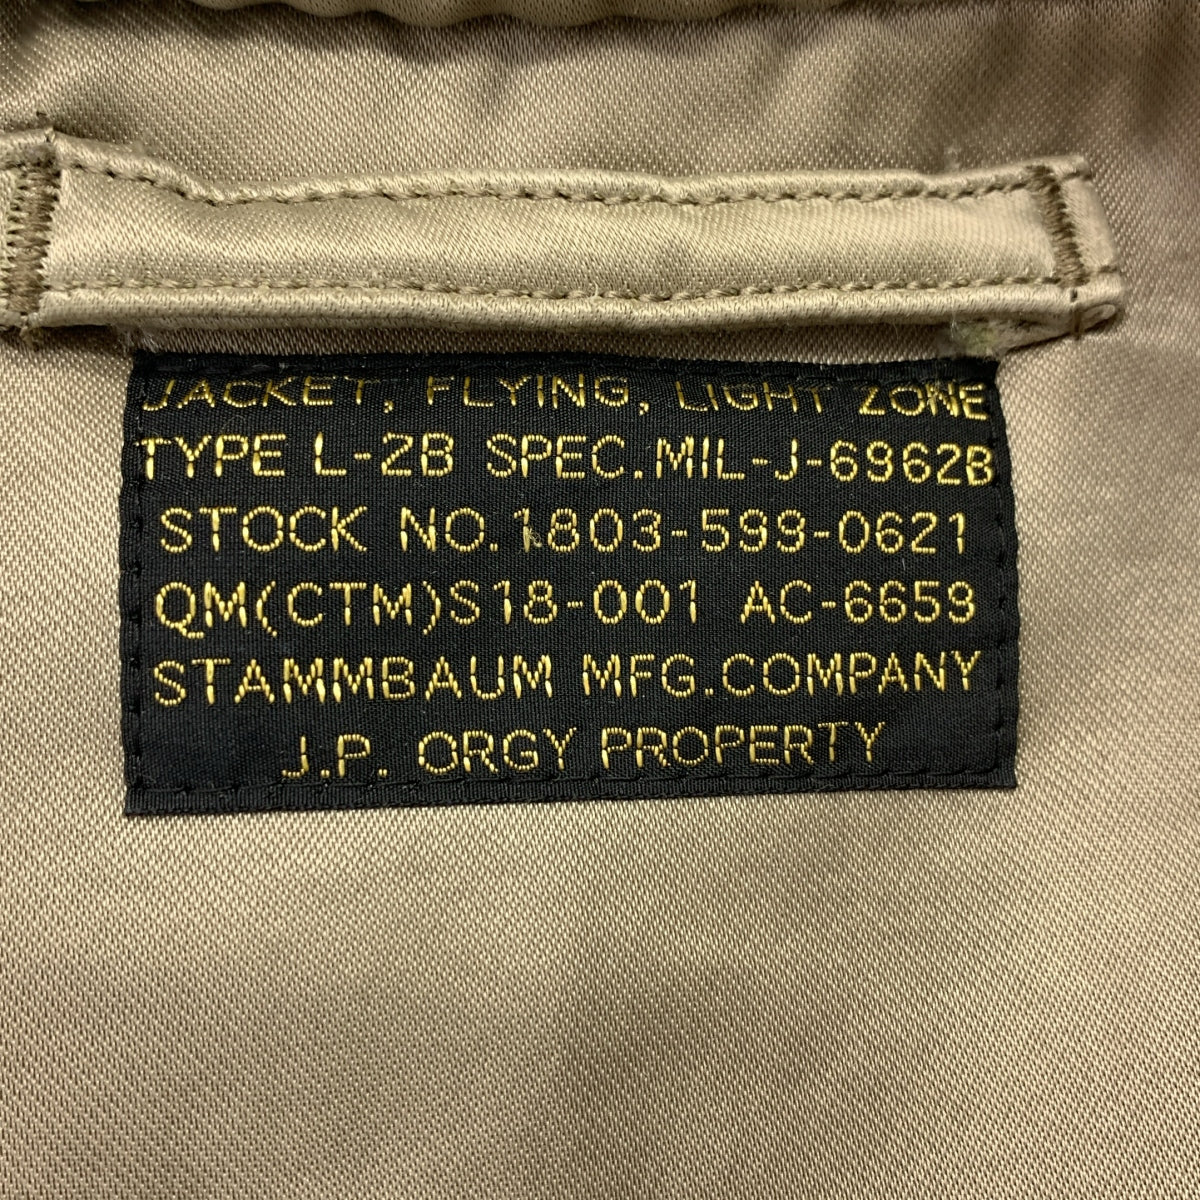 JACKET, FLYING, LIGHT ZONE
TYPE L-2B SPEC.MIL-J-6962B
STOCK NO.1803-599-0621
QM(CTM)S18-001 AC-6659
STAMMBAUM MFG.COMPANY
J.P. ORGY PROPERTY